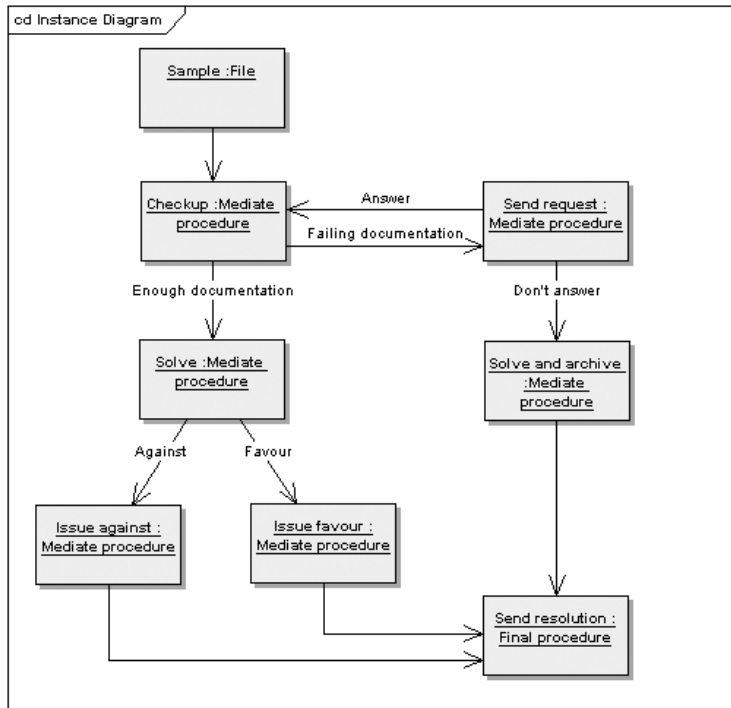 cd Instance Diagram
Sample :File
Checkup :Mediate
procedure
Answer
Send request :
Mediate procedure
Failing documentation
Enough documentation
Don't answer
Solve :Mediate
procedure
Solve and archive
:Mediate
procedure
Against
Favour
Issue against :
Mediate procedure
Issue favour :
Mediate procedure
Send resolution :
Final procedure